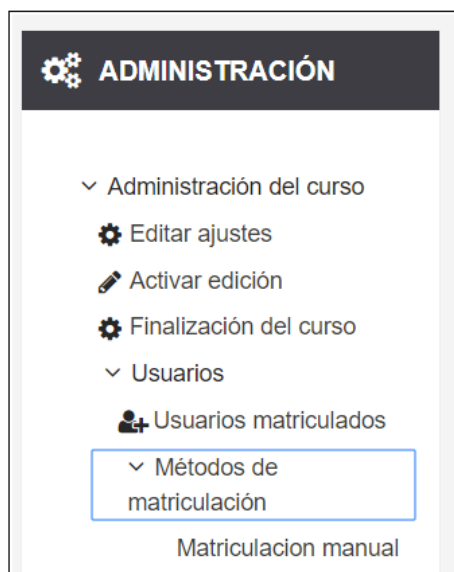 ADMINISTRACIÓN
Administración del curso
Editar ajustes
Activar edición
Finalización del curso
Usuarios
Usuarios matriculados
Métodos de
matriculación
Matriculacion manual